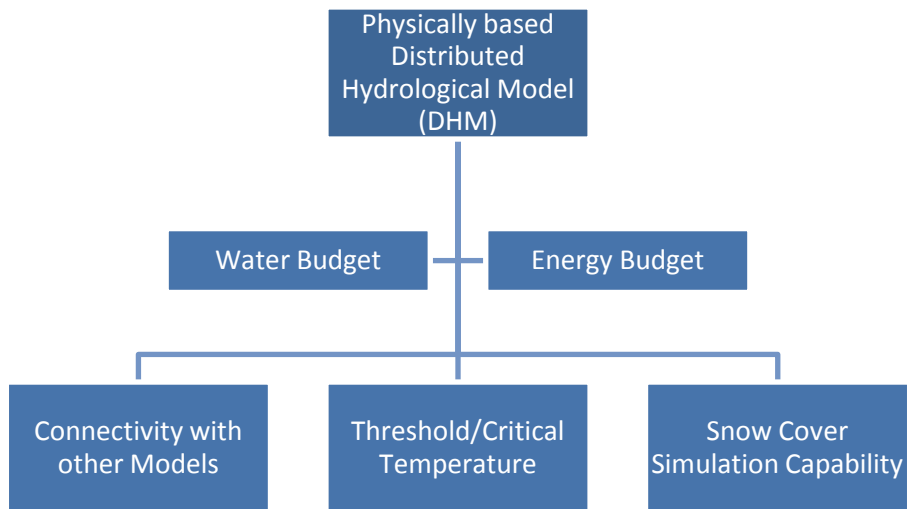 Physically based
Distributed
Hydrological Model
(DHM)
Water Budget
Energy Budget
Connectivity with
other Models
Threshold/Critical
Temperature
Snow Cover
Simulation Capability